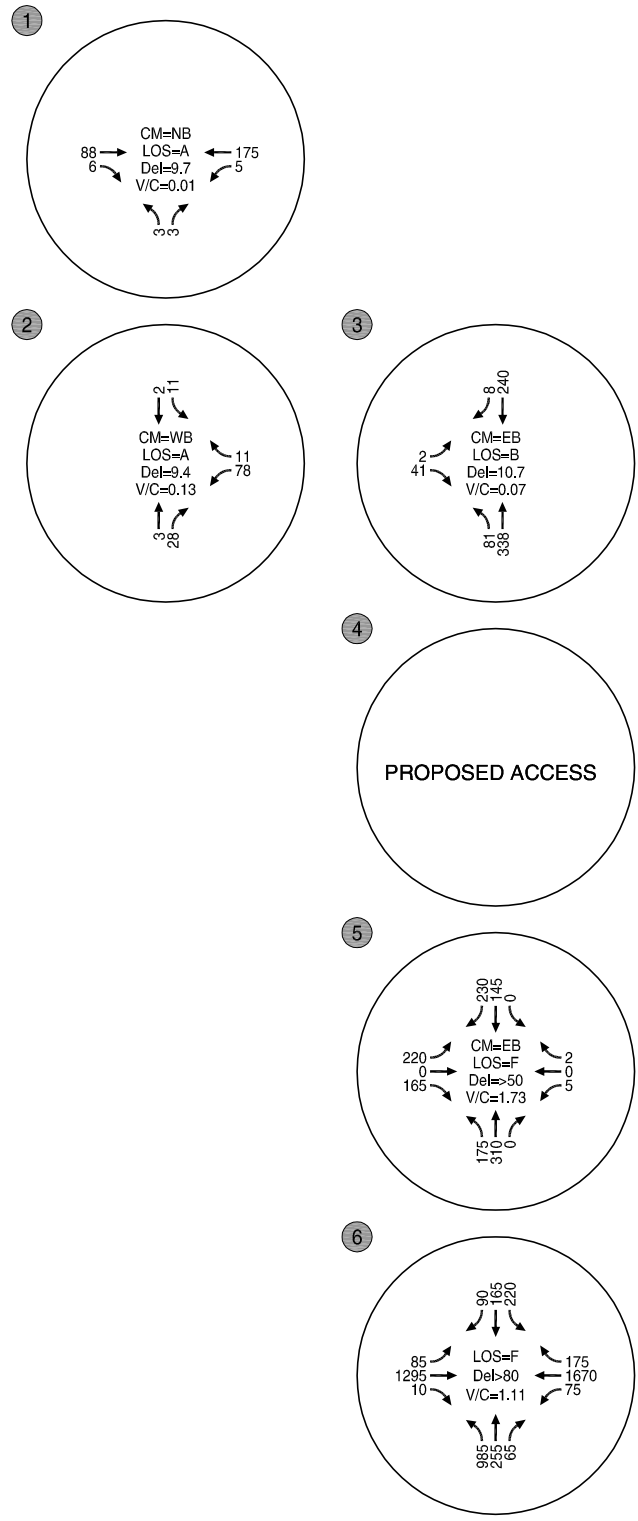 1
CM=NB
88 LOS=A 175
6 Del=9.7 5
V/C=0.01
3 3
2
2 11
CM=WB
LOS=A 11
Del=9.4 78
V/C=0.13
3 28
3
8 240
CM=EB
2 LOS=B
41 Del=10.7
V/C=0.07
81 338
4
PROPOSED ACCESS
5
230 145 0
CM=EB
220 LOS=F 2
0 Del=>50 0
165 V/C=1.73 5
175 310 0
6
90 165 220
85 LOS=F 175
1295 Del>80 1670
10 V/C=1.11 75
985 255 65